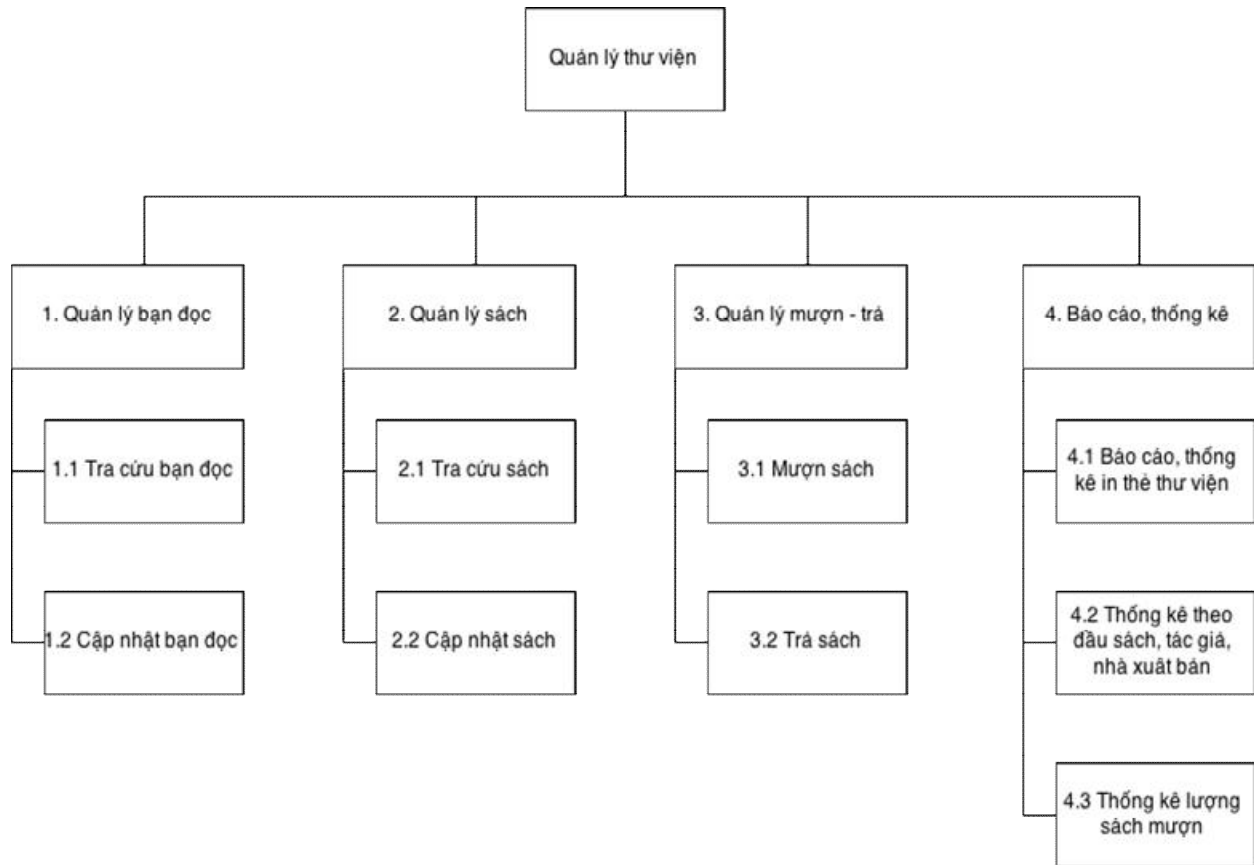 Quản lý thư viện
1. Quản lý bạn đọc
2. Quản lý sách
3. Quản lý mượn - trả
4. Báo cáo, thống kê
1.1 Tra cứu bạn đọc
2.1 Tra cứu sách
3.1 Mượn sách
4.1 Báo cáo, thống
kê in thẻ thư viện
1.2 Cập nhật bạn đọc
2.2 Cập nhật sách
3.2 Trả sách
4.2 Thống kê theo
đầu sách, tác giả,
nhà xuât bản
4.3 Thống kê lượng
sách mượn